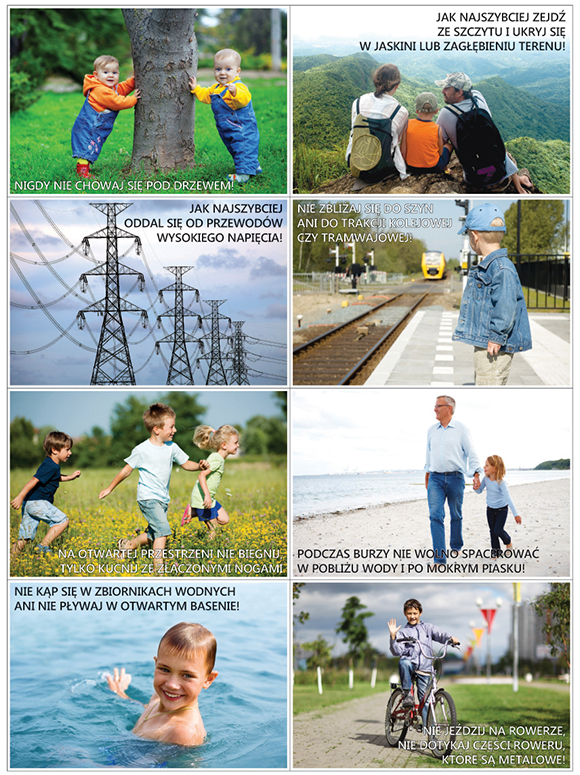 NIGDY NIE CHOWAJ SIĘ POD DRZEWEM!
JAK NAJSZYBCIEJ ZEJDŹ
ZE SZCZYTU I UKRYJ SIĘ
W JASKINI LUB ZAGŁĘBIENIU TERENU!
JAK NAJSZYBCIEJ
ODDAL SIĘ OD PRZEWODÓW
WYSOKIEGO NAPIĘCIA!
NIE ZBLIŻAJ SIĘ DO SZYN
ANI DO TRAKCJI KOLEJOWEJ
CZY TRAMWAJOWEJ!
NA OTWARTEJ PRZESTRZENI NIE BIEGNIJ,
TYLKO KUCNIJ ZE ZŁĄCZONYMI NOGAMI
PODCZAS BURZY NIE WOLNO SPACEROWAĆ
W POBLIŻU WODY I PO MOKRYM PIASKU!
NIE KĄP SIĘ W ZBIORNIKACH WODNYCH
ANI NIE PŁYWAJ W OTWARTYM BASENIE!
NIE JEŹDZIJ NA ROWERZE,
NIE DOTYKAJ CZĘSCI ROWERU,
KTÓRE SĄ METALOWE!